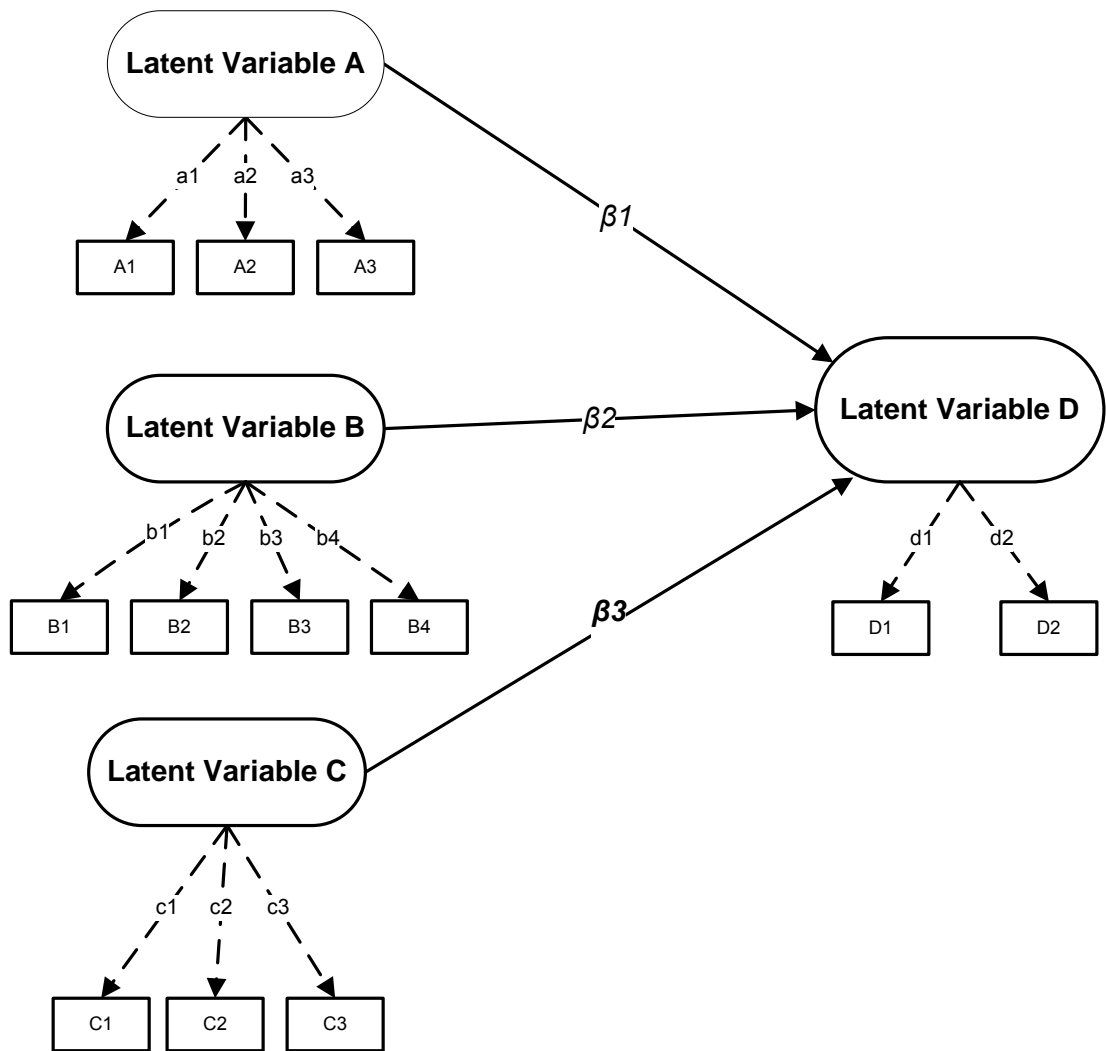 Latent Variable A
a1
a2
a3
A1
A2
A3
β1
Latent Variable B
β2
Latent Variable D
b1
b2
b3
b4
d1
d2
B1
B2
B3
B4
β3
D1
D2
Latent Variable C
c1
c2
c3
C1
C2
C3